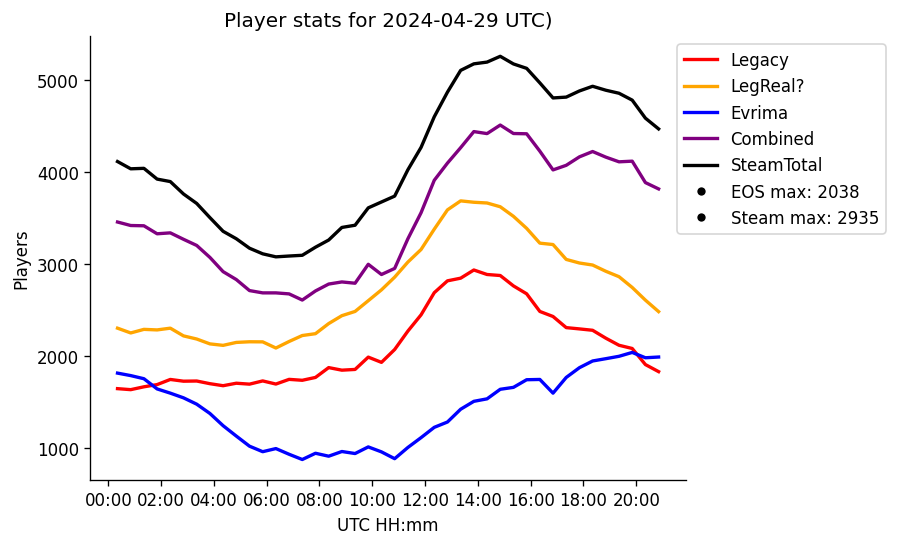 Player stats for 2024-04-29 UTC)
Players
5000
4000
3000
2000
1000
00:00 02:00 04:00 06:00 08:00 10:00 12:00 14:00 16:00 18:00 20:00
UTC HH:mm
Legacy
LegReal?
Evrima
Combined
SteamTotal
EOS max: 2038
Steam max: 2935